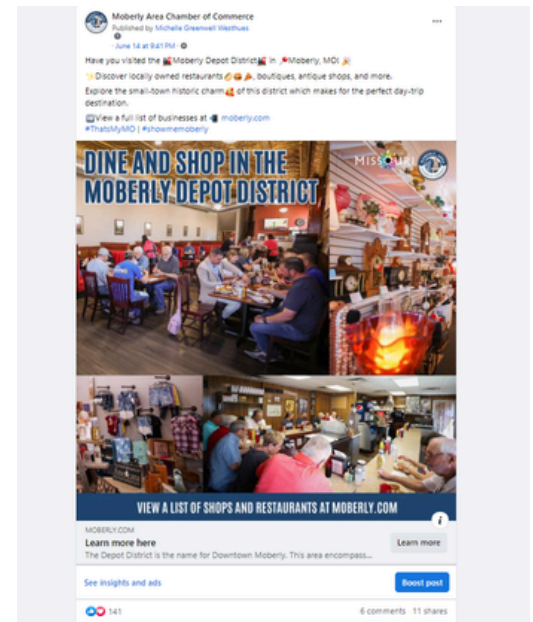 Moberly Area Chamber of Commerce
Published by Michelle Greenwell Westhues
· June 14 at 9:41 PM ·
Have you visited the 🚂Moberly Depot District🚂 in 📍Moberly, MO! 🎉
✨Discover locally owned restaurants🌮🍔🍕, boutiques, antique shops, and more.
Explore the small-town historic charm🥰 of this district which makes for the perfect day-trip
destination.
View a full list of businesses at 📲 moberly.com
#ThatsMyMO | #showmemoberly
DINE AND SHOP IN THE
MOBERLY DEPOT DISTRICT
MISSOURI
VIEW A LIST OF SHOPS AND RESTAURANTS AT MOBERLY.COM
i
MOBERLY.COM
Learn more here
Learn more
The Depot District is the name for Downtown Moberly. This area encompass...
See insights and ads
Boost post
141
6 comments 11 shares